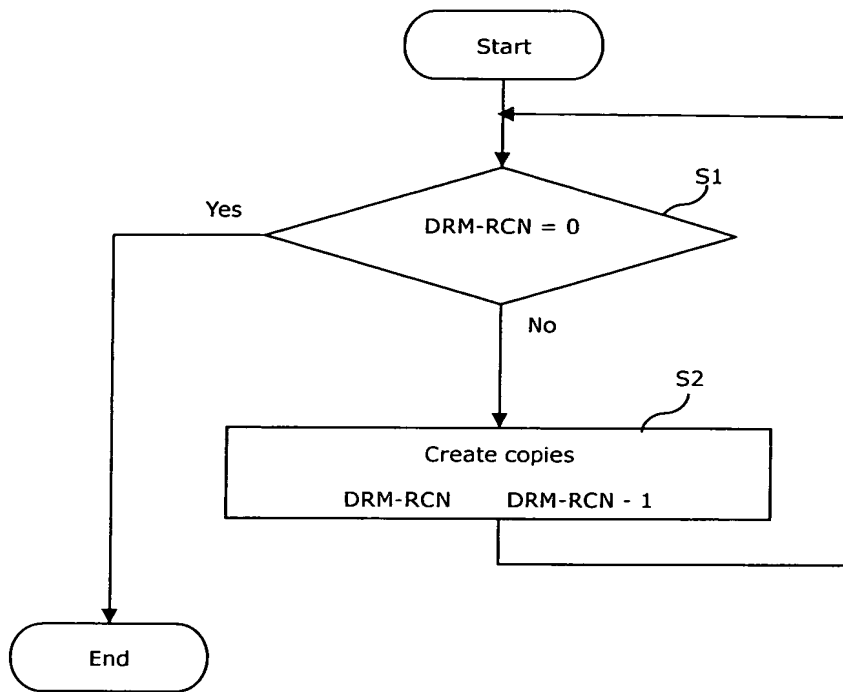 Start
S1
Yes
DRM-RCN = 0
No
S2
Create copies
DRM-RCN DRM-RCN - 1
End